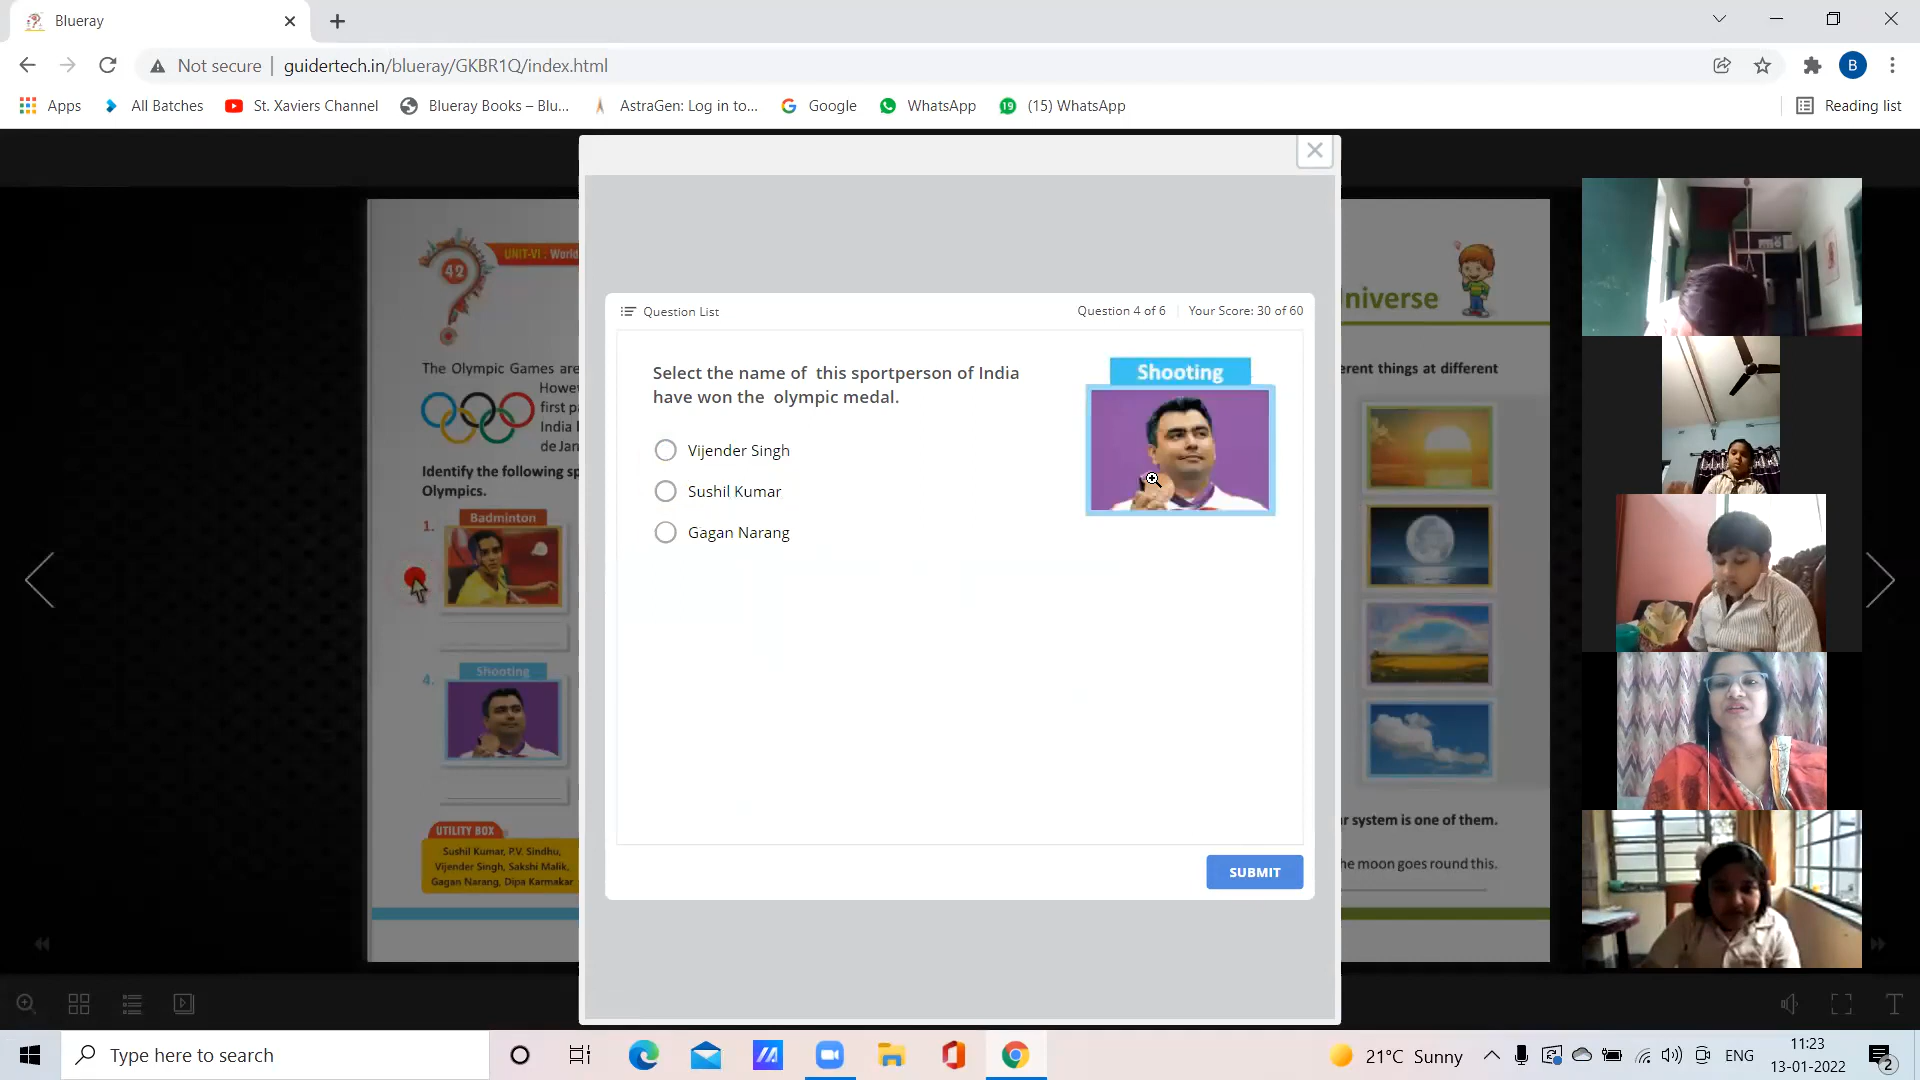 Blueray
Not secure
guidertech.in/blueray/GKBR1Q/index.html
B
Apps
All Batches
St. Xaviers Channel
Blueray Books – Blu...
AstraGen: Log in to...
Google
WhatsApp
19
(15) WhatsApp
Reading list
42
UNIT-VI : World
The Olympic Games are
Howe
first p
India
de Jan
Identify the following sp
Olympics.
1.
Badminton
4.
Shooting
UTILITY BOX
Sushil Kumar, P.V. Sindhu,
Vijender Singh, Sakshi Malik,
Gagan Narang, Dipa Karmakar
Question List
Question 4 of 6
Your Score: 30 of 60
Select the name of this sportperson of India
have won the olympic medal.
Shooting
Vijender Singh
Sushil Kumar
Gagan Narang
SUBMIT
niverse
erent things at different
r system is one of them.
he moon goes round this.
T
Type here to search
21°C Sunny
ENG
11:23
13-01-2022
2